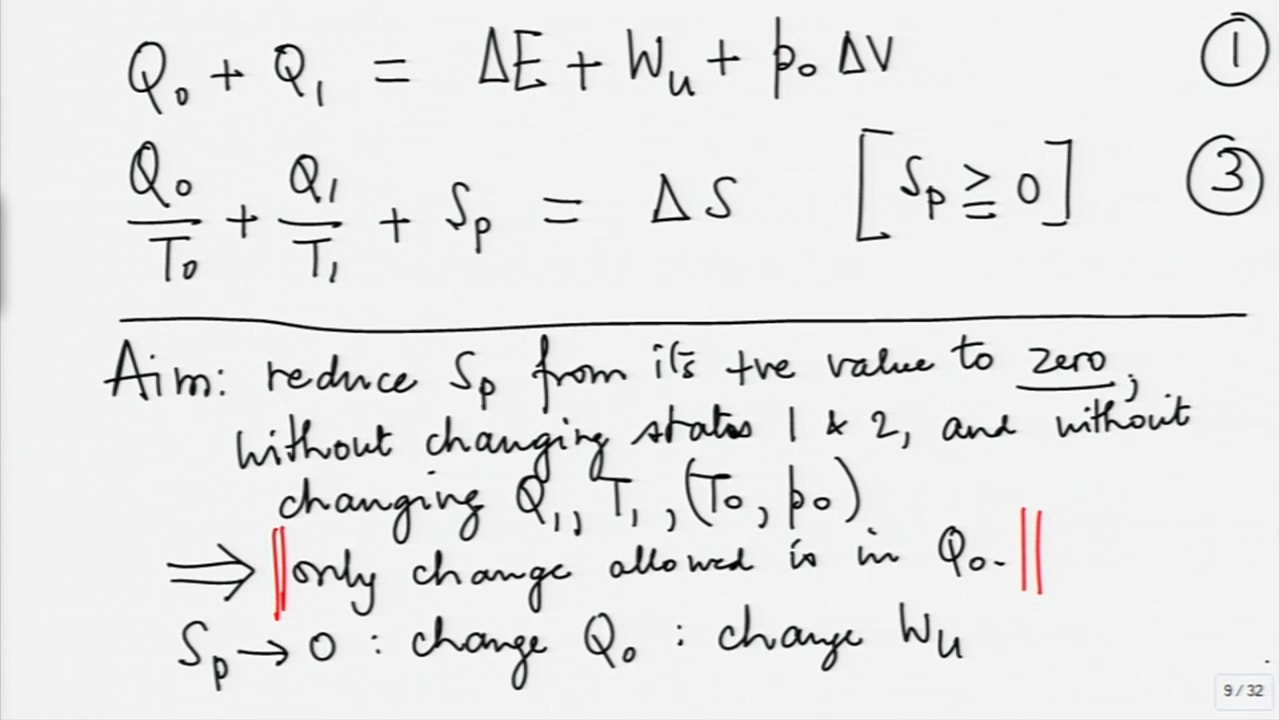 Q₀ + Q₁ = ΔE + Wᵤ + p₀ ΔV ①
Q₀/T₀ + Q₁/T₁ + Sₚ = ΔS [Sₚ ≥ 0] ③
Aim: reduce Sₚ from it's +ve value to zero,
without changing states 1 & 2, and without
changing Q₁, T₁, (T₀, p₀)
⟹ ||only change allowed is in Q₀.||
Sₚ → 0 : change Q₀ : change Wᵤ
9 / 32